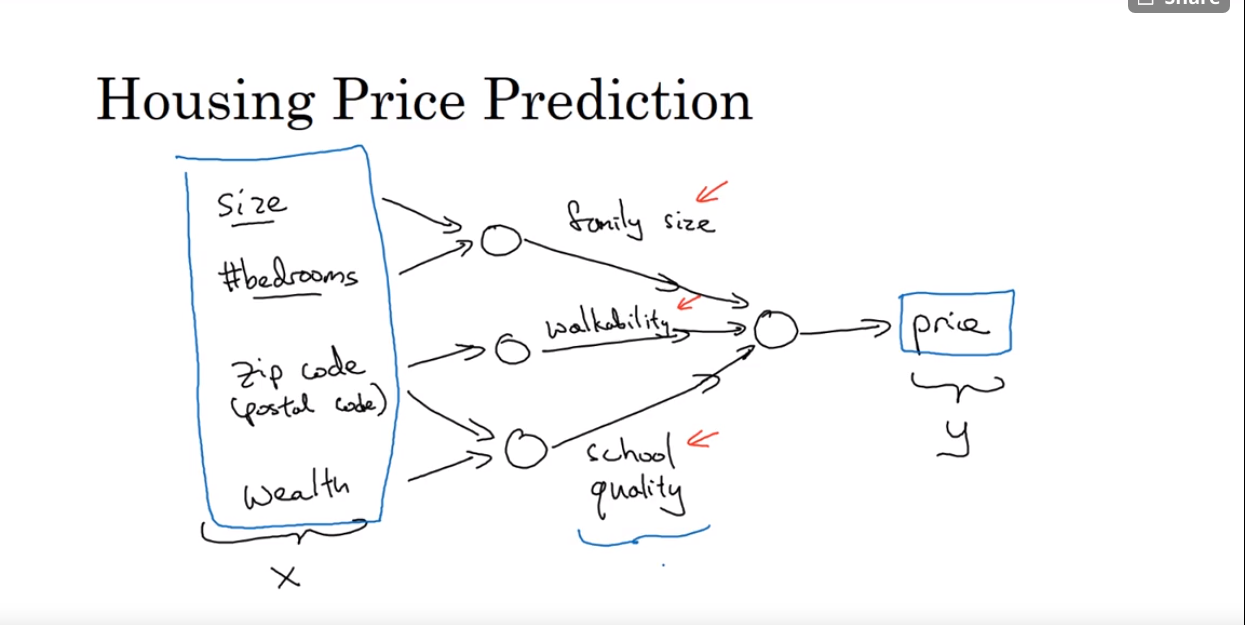 Share
Housing Price Prediction
size
#bedrooms
zip code
(postal code)
wealth
X
family size
walkability
school
quality
price
y